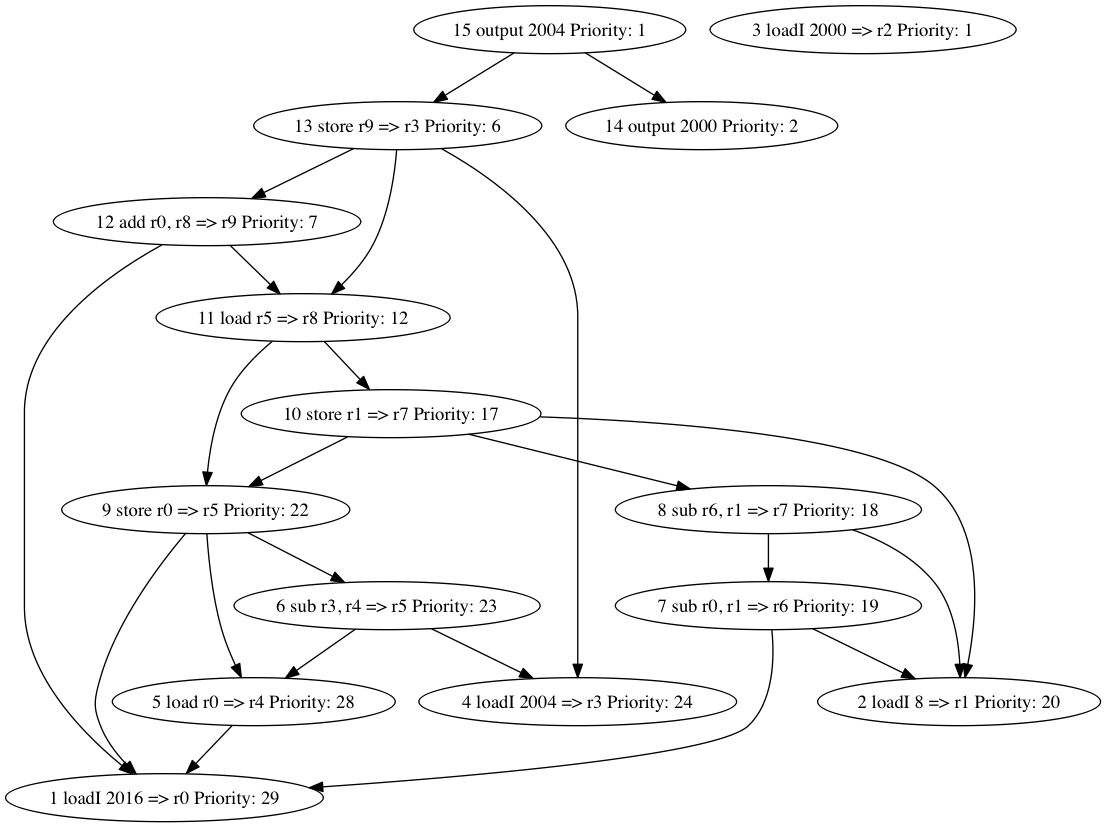 15 output 2004 Priority: 1
3 loadI 2000 => r2 Priority: 1
13 store r9 => r3 Priority: 6
14 output 2000 Priority: 2
12 add r0, r8 => r9 Priority: 7
11 load r5 => r8 Priority: 12
10 store r1 => r7 Priority: 17
9 store r0 => r5 Priority: 22
8 sub r6, r1 => r7 Priority: 18
6 sub r3, r4 => r5 Priority: 23
7 sub r0, r1 => r6 Priority: 19
5 load r0 => r4 Priority: 28
4 loadI 2004 => r3 Priority: 24
2 loadI 8 => r1 Priority: 20
1 loadI 2016 => r0 Priority: 29